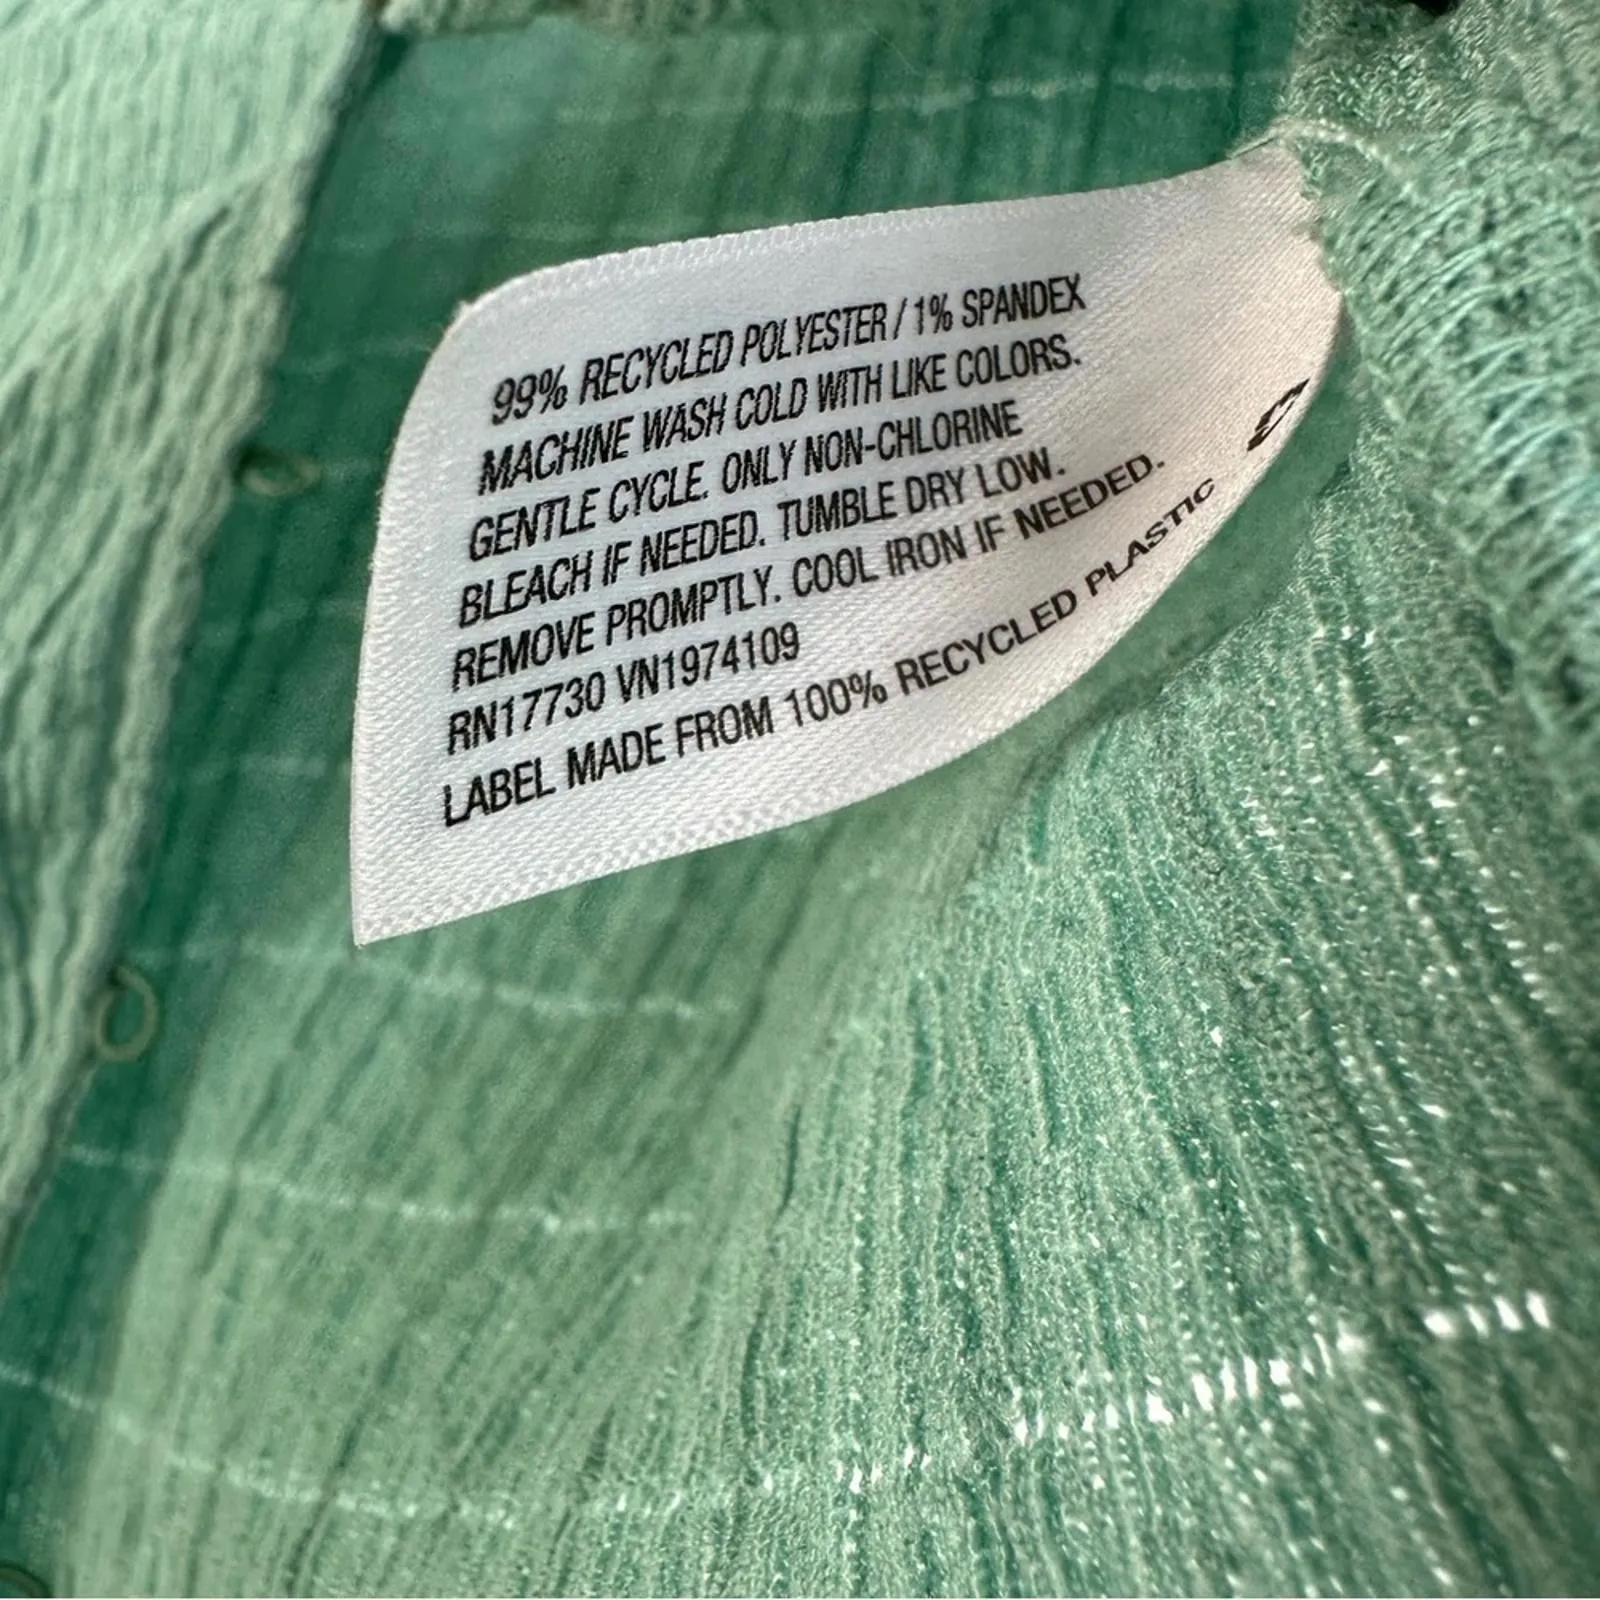 99% RECYCLED POLYESTER / 1% SPANDEX
MACHINE WASH COLD WITH LIKE COLORS.
GENTLE CYCLE. ONLY NON-CHLORINE
BLEACH IF NEEDED. TUMBLE DRY LOW.
REMOVE PROMPTLY. COOL IRON IF NEEDED.
RN17730 VN1974109
LABEL MADE FROM 100% RECYCLED PLASTIC